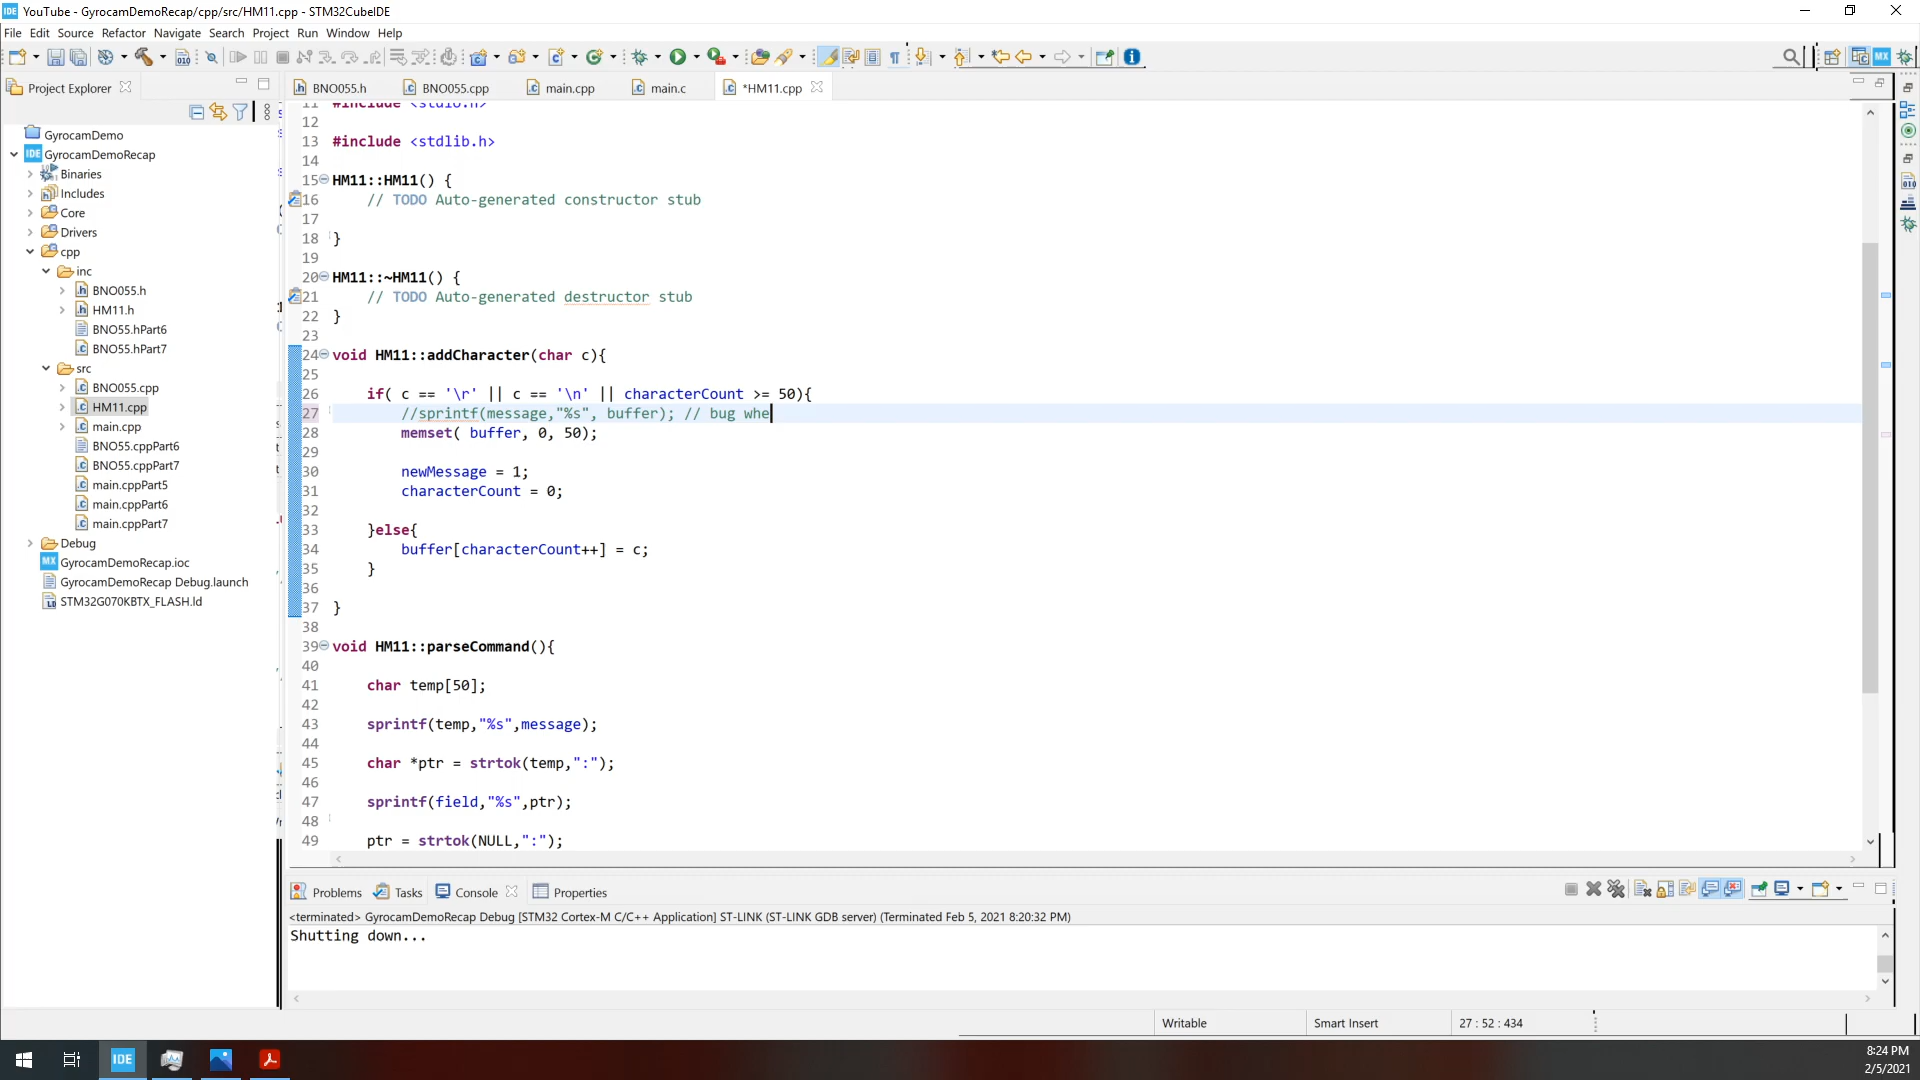 YouTube - GyrocamDemoRecap/cpp/src/HM11.cpp - STM32CubeIDE
File Edit Source Refactor Navigate Search Project Run Window Help
Project Explorer
BNO055.h BNO055.cpp main.cpp main.c *HM11.cpp
GyrocamDemo
GyrocamDemoRecap
Binaries
Includes
Core
Drivers
cpp
inc
BNO055.h
HM11.h
BNO55.hPart6
BNO55.hPart7
src
BNO055.cpp
HM11.cpp
main.cpp
BNO55.cppPart6
BNO55.cppPart7
main.cppPart5
main.cppPart6
main.cppPart7
Debug
GyrocamDemoRecap.ioc
GyrocamDemoRecap Debug.launch
STM32G070KBTX_FLASH.ld
11 #include <stdio.h>
12
13 #include <stdlib.h>
14
15 HM11::HM11() {
16 // TODO Auto-generated constructor stub
17
18 }
19
20 HM11::~HM11() {
21 // TODO Auto-generated destructor stub
22 }
23
24 void HM11::addCharacter(char c){
25
26 if( c == '\r' || c == '\n' || characterCount >= 50){
27 //sprintf(message,"%s", buffer); // bug whe
28 memset( buffer, 0, 50);
29
30 newMessage = 1;
31 characterCount = 0;
32
33 }else{
34 buffer[characterCount++] = c;
35 }
36
37 }
38
39 void HM11::parseCommand(){
40
41 char temp[50];
42
43 sprintf(temp,"%s",message);
44
45 char *ptr = strtok(temp,":");
46
47 sprintf(field,"%s",ptr);
48
49 ptr = strtok(NULL,":");
Problems Tasks Console Properties
<terminated> GyrocamDemoRecap Debug [STM32 Cortex-M C/C++ Application] ST-LINK (ST-LINK GDB server) (Terminated Feb 5, 2021 8:20:32 PM)
Shutting down...
Writable Smart Insert 27 : 52 : 434
IDE
8:24 PM
2/5/2021